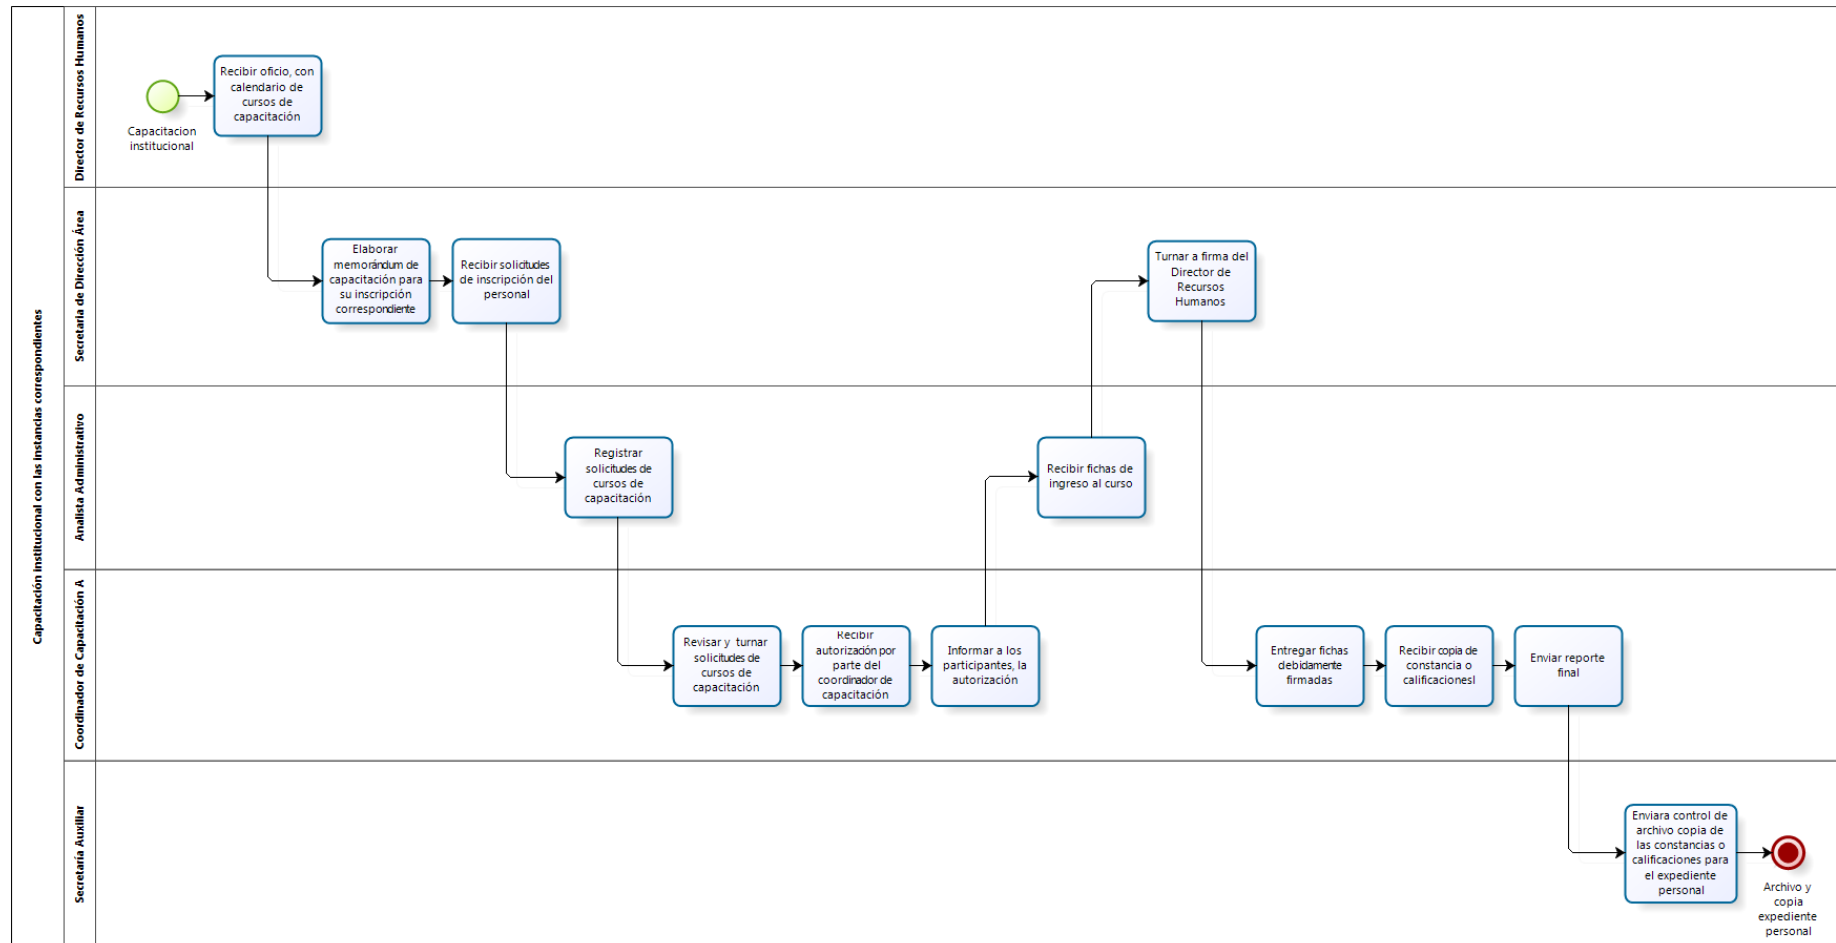 Capacitación institucional con las instancias correspondientes
Director de Recursos Humanos
Capacitacion
institucional
Recibir oficio, con
calendario de
cursos de
capacitación
Secretaria de Dirección Área
Elaborar
memorándum de
capacitación para
su inscripción
correspondiente
Recibir solicitudes
de inscripción del
personal
Turnar a firma del
Director de
Recursos
Humanos
Analista Administrativo
Registrar
solicitudes de
cursos de
capacitación
Recibir fichas de
ingreso al curso
Coordinador de Capacitación A
Revisar y turnar
solicitudes de
cursos de
capacitación
Recibir
autorización por
parte del
coordinador de
capacitación
Informar a los
participantes, la
autorización
Entregar fichas
debidamente
firmadas
Recibir copia de
constancia o
calificacionesl
Enviar reporte
final
Secretaría Auxiliar
Enviara control de
archivo copia de
las constancias o
calificaciones para
el expediente
personal
Archivo y
copia
expediente
personal